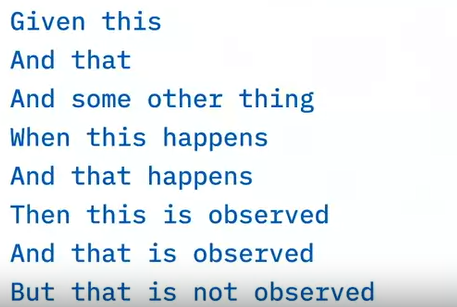 Given this
And that
And some other thing
When this happens
And that happens
Then this is observed
And that is observed
But that is not observed